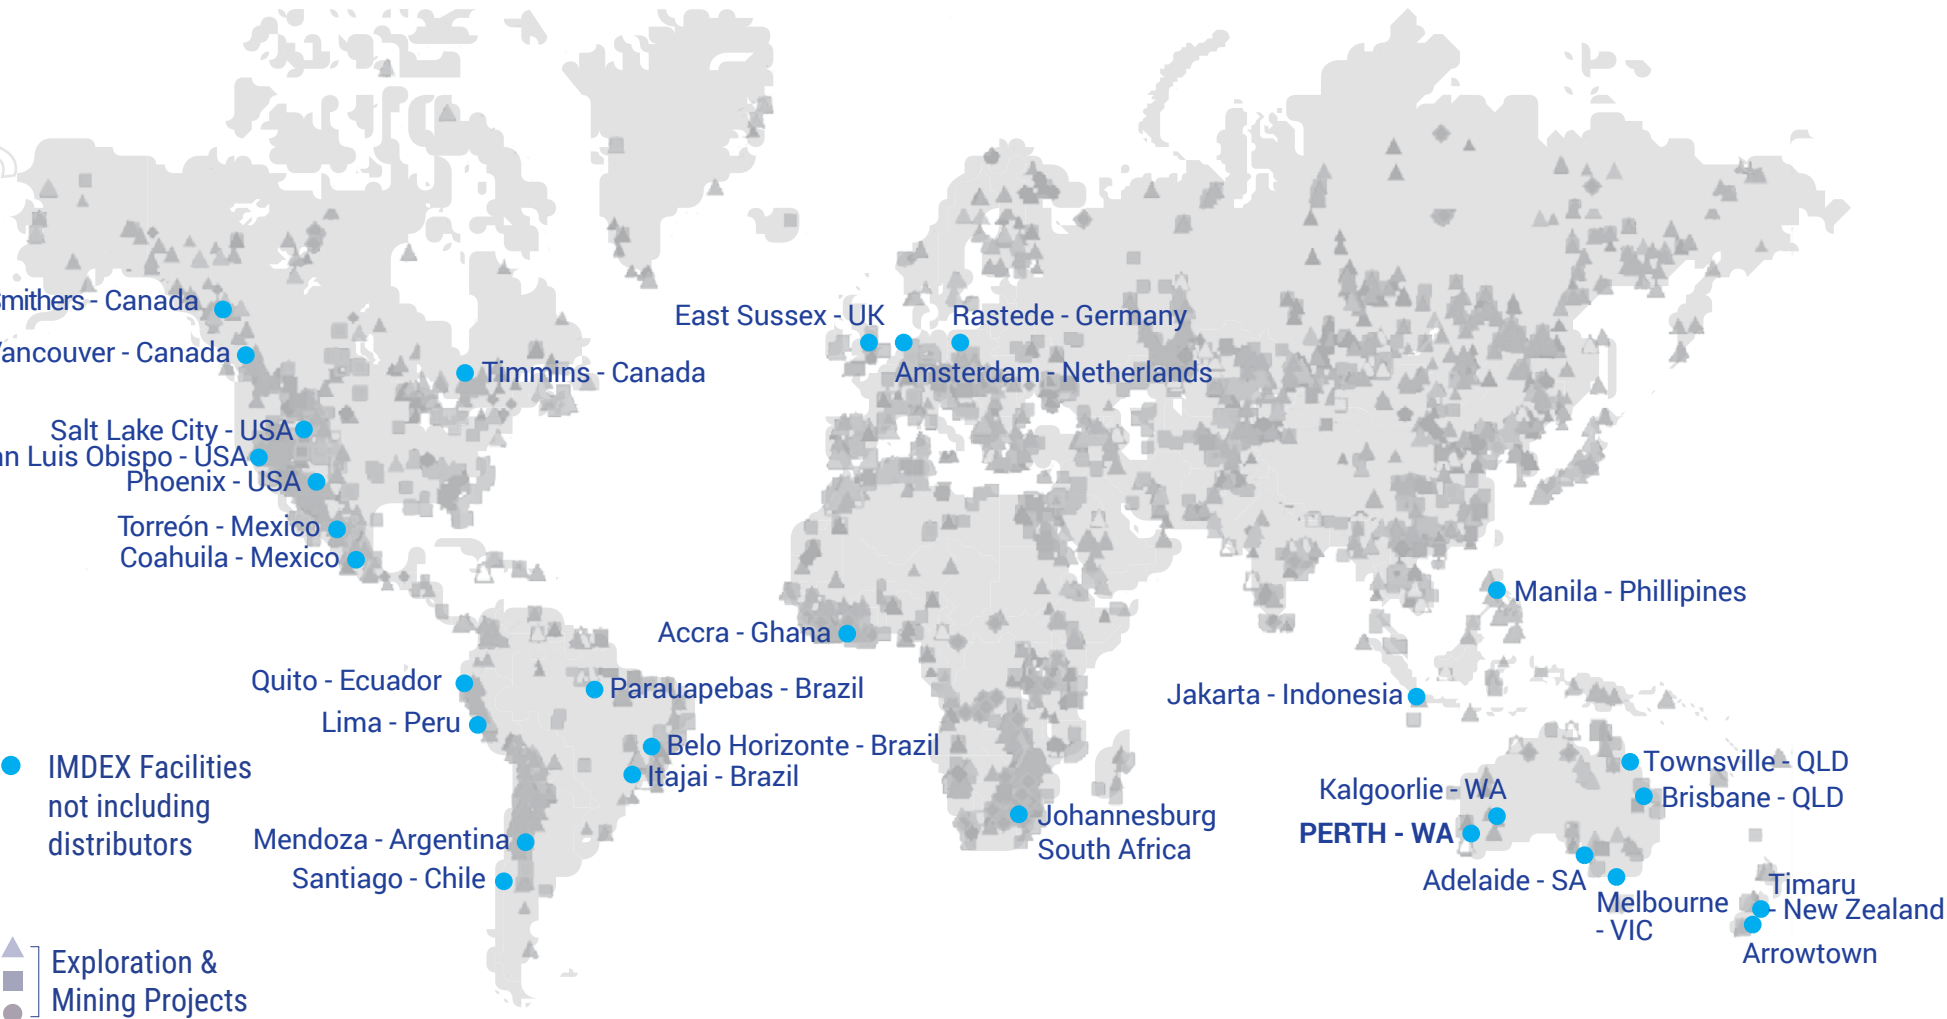 mithers - Canada
ancouver - Canada
Timmins - Canada
Salt Lake City - USA
an Luis Obispo - USA
Phoenix - USA
Torreón - Mexico
Coahuila - Mexico
East Sussex - UK
Rastede - Germany
Amsterdam - Netherlands
Manila - Phillipines
Accra - Ghana
Quito - Ecuador
Parauapebas - Brazil
Lima - Peru
Belo Horizonte - Brazil
Itajai - Brazil
Jakarta - Indonesia
IMDEX Facilities
not including
distributors
Mendoza - Argentina
Santiago - Chile
Johannesburg
South Africa
Townsville - QLD
Kalgoorlie - WA
Brisbane - QLD
PERTH - WA
Adelaide - SA
Melbourne
- VIC
Timaru
- New Zealand
Arrowtown
Exploration &
Mining Projects